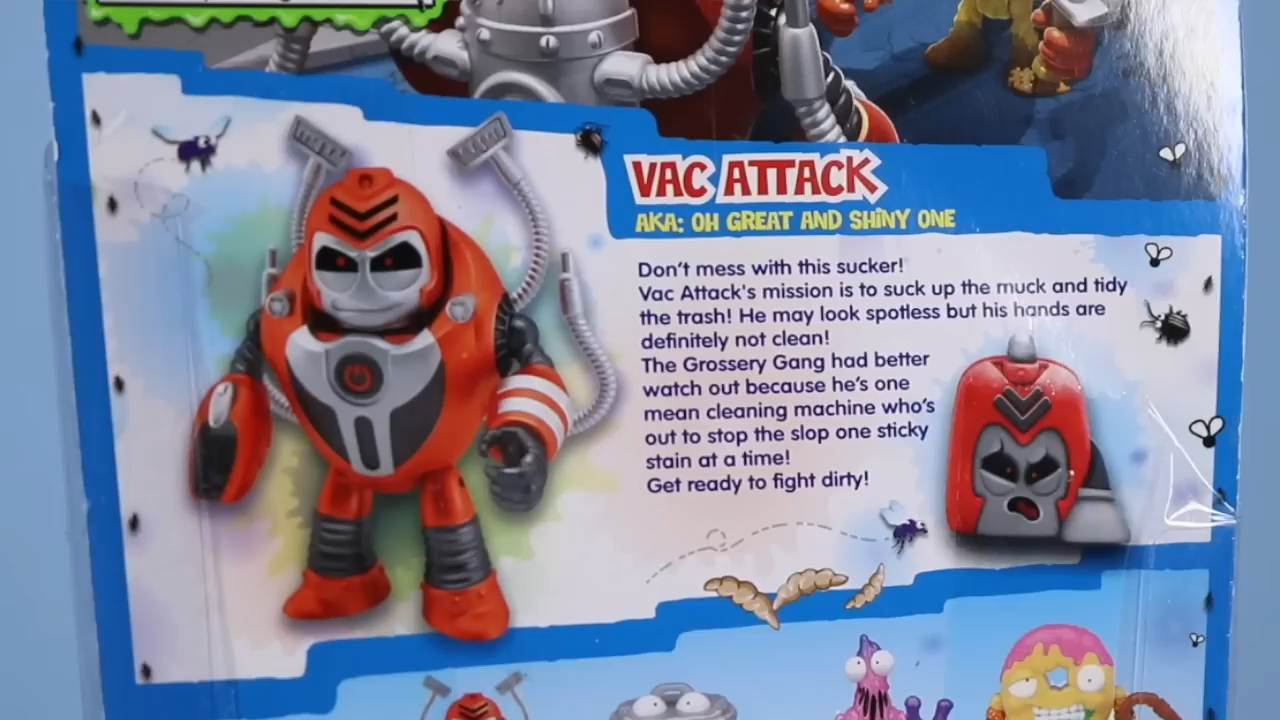 VAC ATTACK
AKA: OH GREAT AND SHINY ONE
Don't mess with this sucker!
Vac Attack's mission is to suck up the muck and tidy
the trash! He may look spotless but his hands are
definitely not clean!
The Grossery Gang had better
watch out because he's one
mean cleaning machine who's
out to stop the slop one sticky
stain at a time!
Get ready to fight dirty!